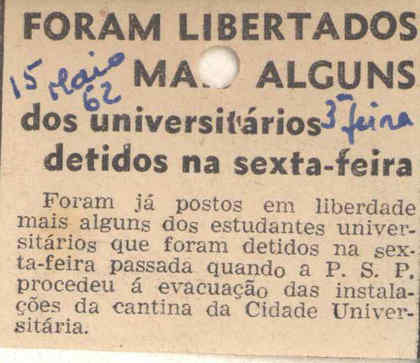 FORAM LIBERTADOS
15 Maio 62
MAIS ALGUNS
dos universitários
3ª feira
detidos na sexta-feira
Foram já postos em liberdade
mais alguns dos estudantes univer-
sitários que foram detidos na sex-
ta-feira passada quando a P. S. P.
procedeu á evacuação das instala-
ções da cantina da Cidade Univer-
sitária.